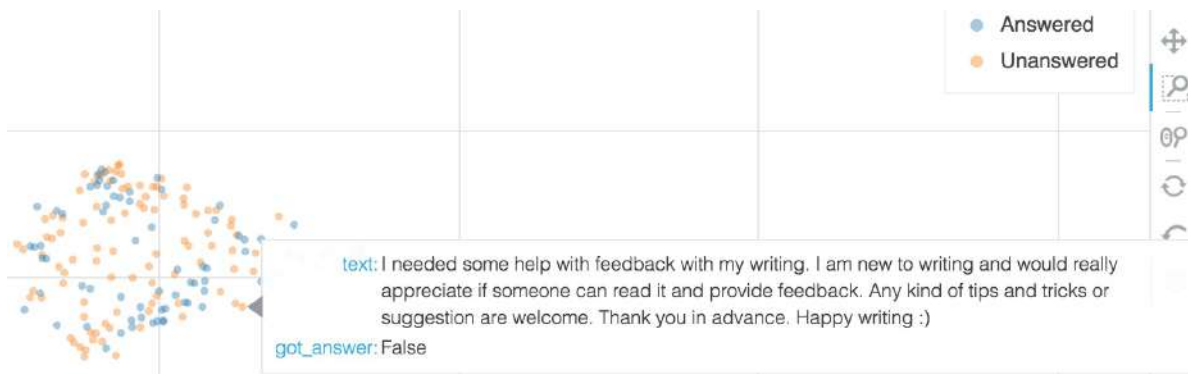 Answered
Unanswered
text: I needed some help with feedback with my writing. I am new to writing and would really
appreciate if someone can read it and provide feedback. Any kind of tips and tricks or
suggestion are welcome. Thank you in advance. Happy writing :)
got_answer: False